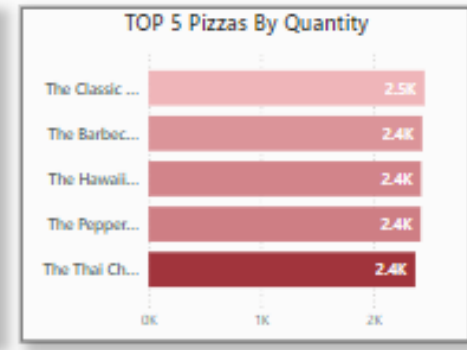 TOP 5 Pizzas By Quantity
The Classic ... 2.5K
The Barbec... 2.4K
The Hawaii... 2.4K
The Pepper... 2.4K
The Thai Ch... 2.4K
0K 1K 2K